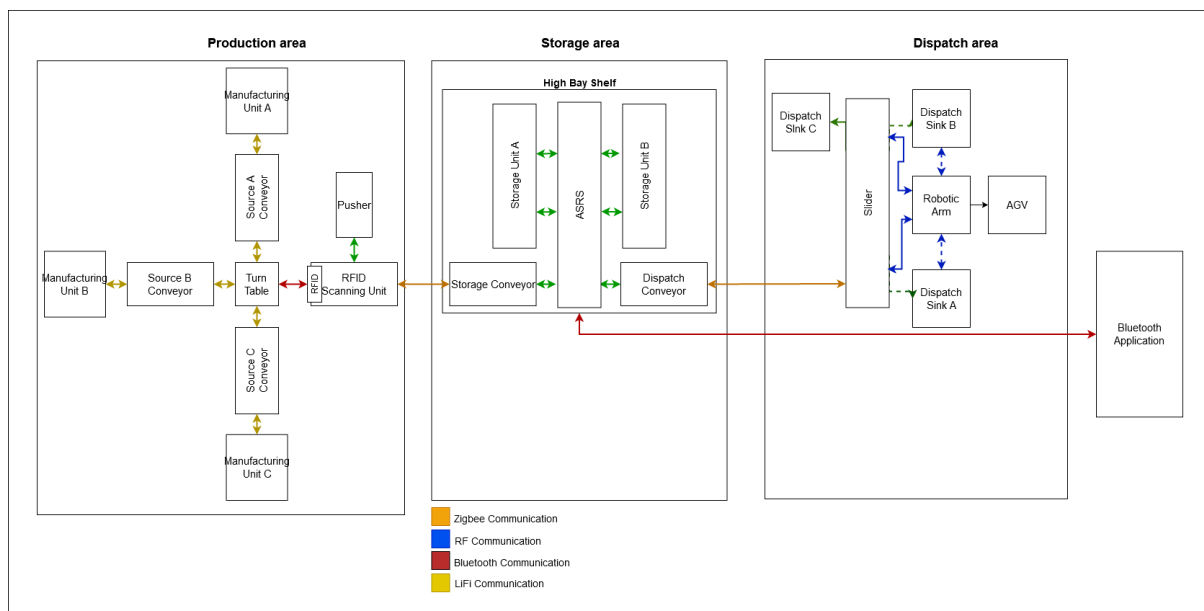 Production area
Storage area
Dispatch area
Manufacturing
Unit A
Source A
Conveyor
Pusher
Manufacturing
Unit B
Source B
Conveyor
Turn
Table
RFID
RFID
Scanning Unit
Source C
Conveyor
Manufacturing
Unit C
High Bay Shelf
Storage Unit A
ASRS
Storage Unit B
Storage Conveyor
Dispatch
Conveyor
Dispatch
SInk C
Slider
Dispatch
Sink B
Robotic
Arm
AGV
Dispatch
Sink A
Bluetooth
Application
Zigbee Communication
RF Communication
Bluetooth Communication
LiFi Communication